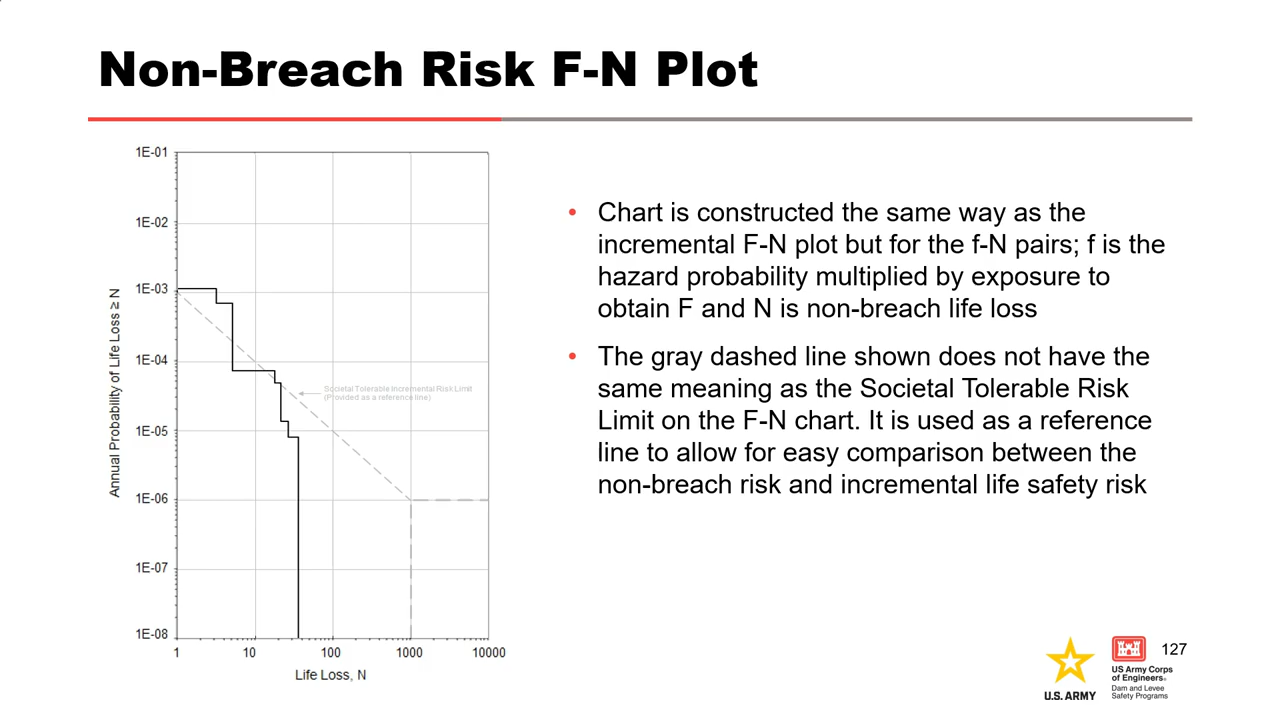 Non-Breach Risk F-N Plot
1E-01
1E-02
1E-03
1E-04
1E-05
1E-06
1E-07
1E-08
Annual Probability of Life Loss ≥ N
Societal Tolerable Incremental Risk Limit
(Provided as a reference line)
1
10
100
1000
10000
Life Loss, N
• Chart is constructed the same way as the
incremental F-N plot but for the f-N pairs; f is the
hazard probability multiplied by exposure to
obtain F and N is non-breach life loss
• The gray dashed line shown does not have the
same meaning as the Societal Tolerable Risk
Limit on the F-N chart. It is used as a reference
line to allow for easy comparison between the
non-breach risk and incremental life safety risk
U.S. ARMY
US Army Corps
of Engineers®
Dam and Levee
Safety Programs
127